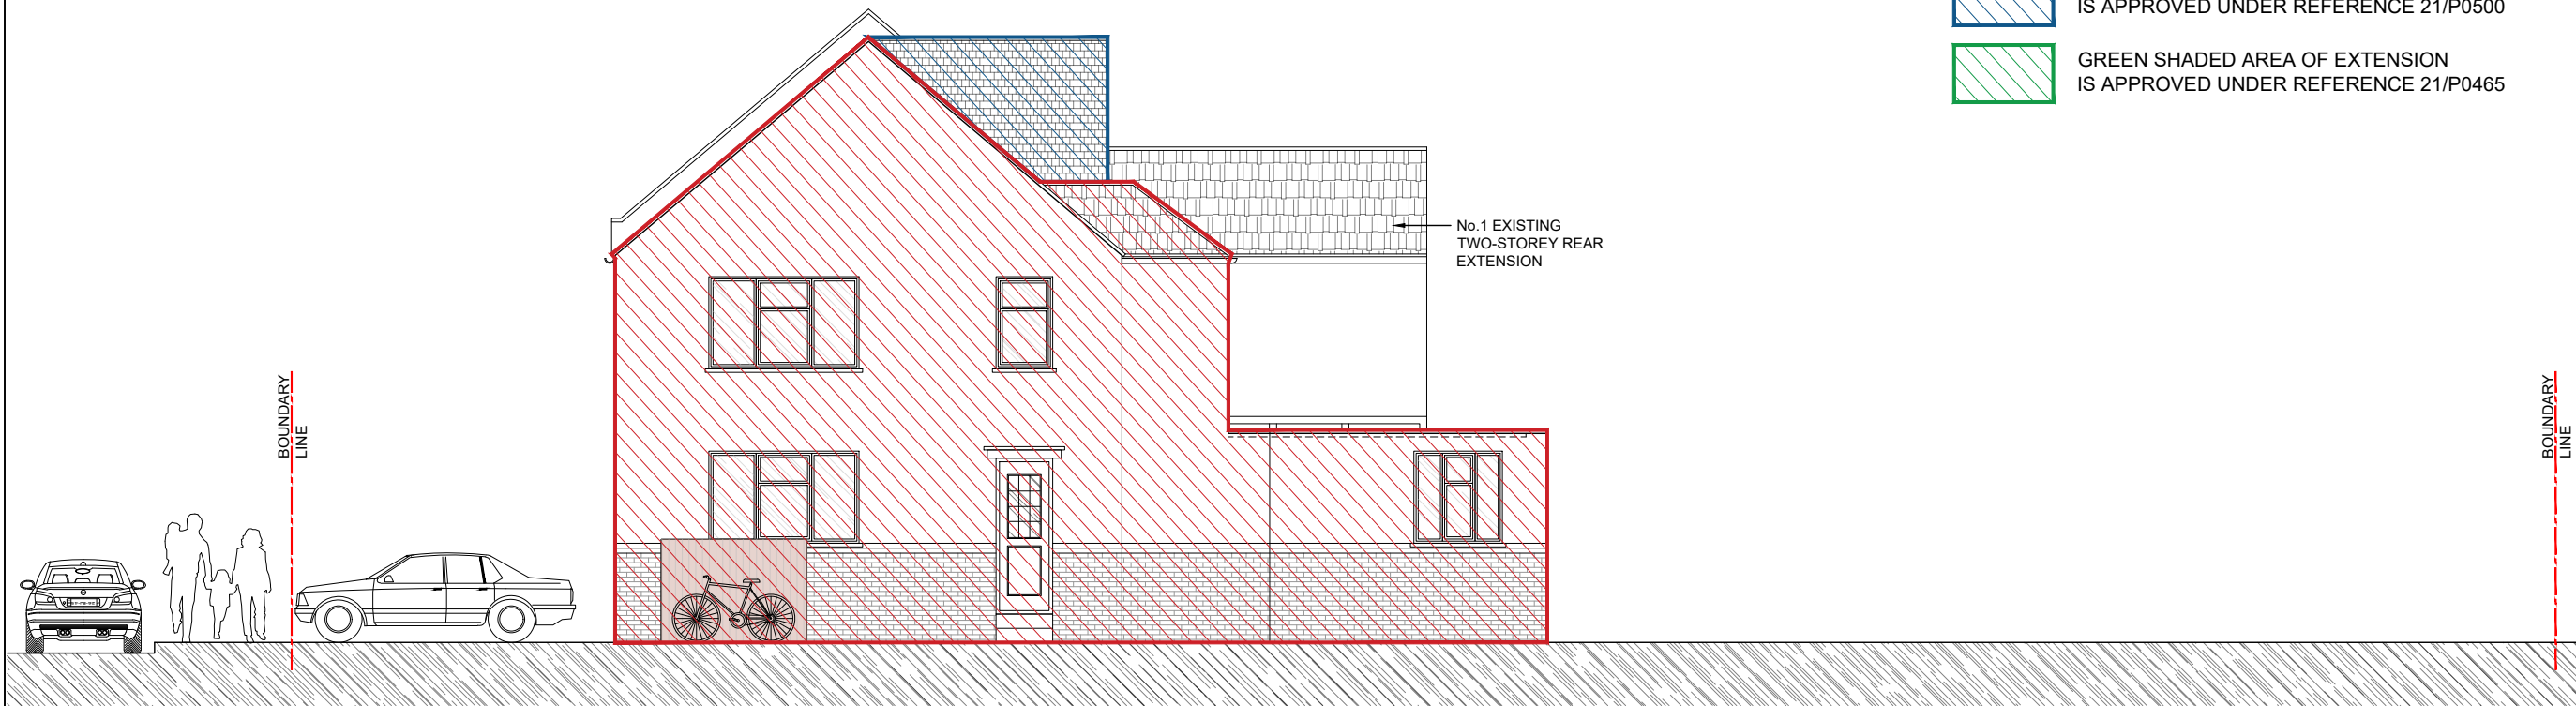 IS APPROVED UNDER REFERENCE 21/P0500
GREEN SHADED AREA OF EXTENSION
IS APPROVED UNDER REFERENCE 21/P0465
No.1 EXISTING
TWO-STOREY REAR
EXTENSION
BOUNDARY
LINE
BOUNDARY
LINE